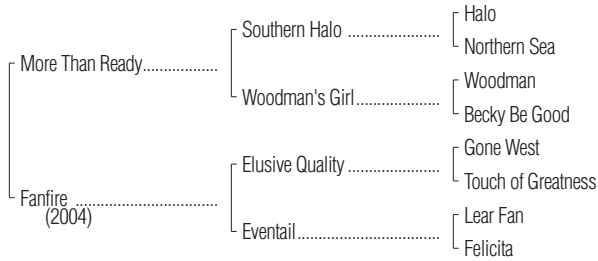 Halo
Southern Halo ..................
Northern Sea
More Than Ready..................
Woodman
Woodman's Girl....................
Becky Be Good
Gone West
Elusive Quality ..................
Touch of Greatness
Fanfire ..............................
(2004)
Lear Fan
Eventail..............................
Felicita